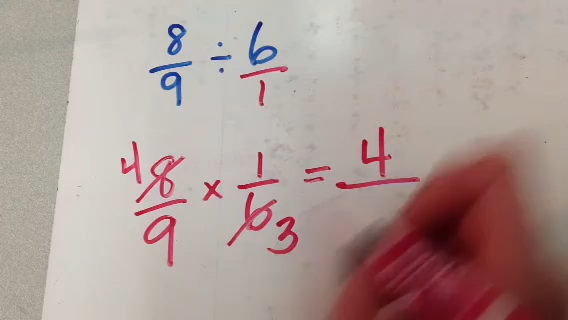 8/9 ÷ 6/1
4 8/9 × 1/6 3 = 4/